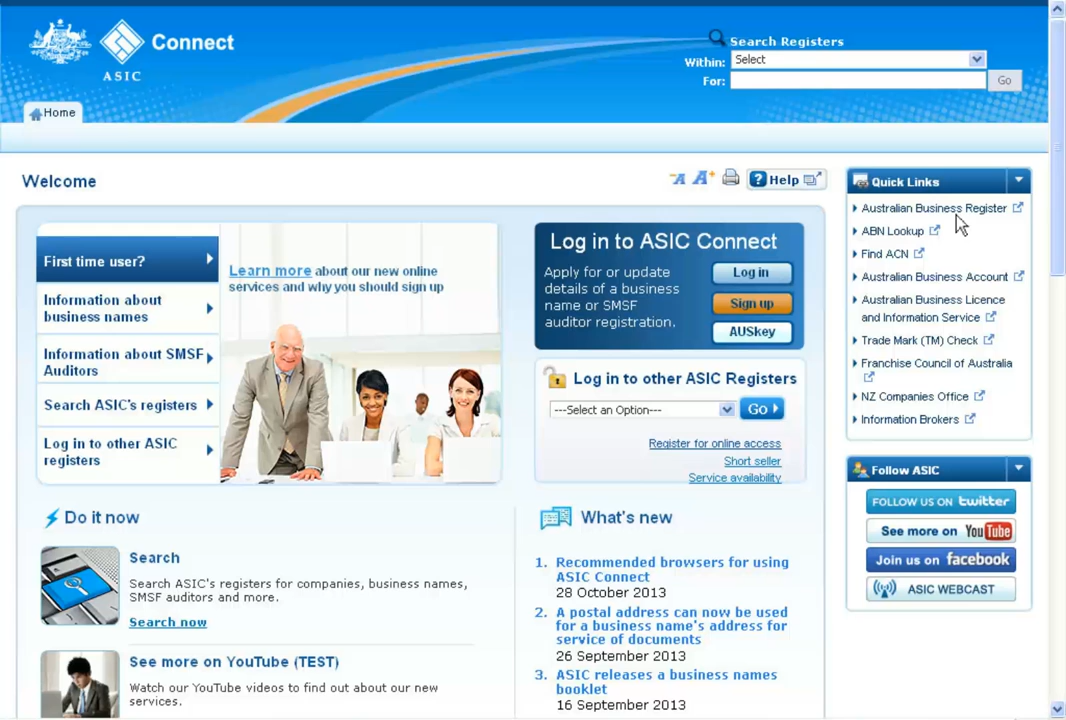 Connect
ASIC
Search Registers
Within: Select
For: Go
Home
Welcome
-A A+ ? Help
First time user?
Information about
business names
Information about SMSF
Auditors
Search ASIC's registers
Log in to other ASIC
registers
Learn more about our new online
services and why you should sign up
Log in to ASIC Connect
Apply for or update
details of a business
name or SMSF
auditor registration.
Log in
Sign up
AUSkey
Log in to other ASIC Registers
---Select an Option--- Go
Register for online access
Short seller
Service availability
Quick Links
Australian Business Register
ABN Lookup
Find ACN
Australian Business Account
Australian Business Licence
and Information Service
Trade Mark (TM) Check
Franchise Council of Australia
NZ Companies Office
Information Brokers
Follow ASIC
FOLLOW US ON twitter
See more on YouTube
Join us on facebook
ASIC WEBCAST
Do it now
Search
Search ASIC's registers for companies, business names,
SMSF auditors and more.
Search now
See more on YouTube (TEST)
Watch our YouTube videos to find out about our new
services.
What's new
1. Recommended browsers for using
ASIC Connect
28 October 2013
2. A postal address can now be used
for a business name's address for
service of documents
26 September 2013
3. ASIC releases a business names
booklet
16 September 2013